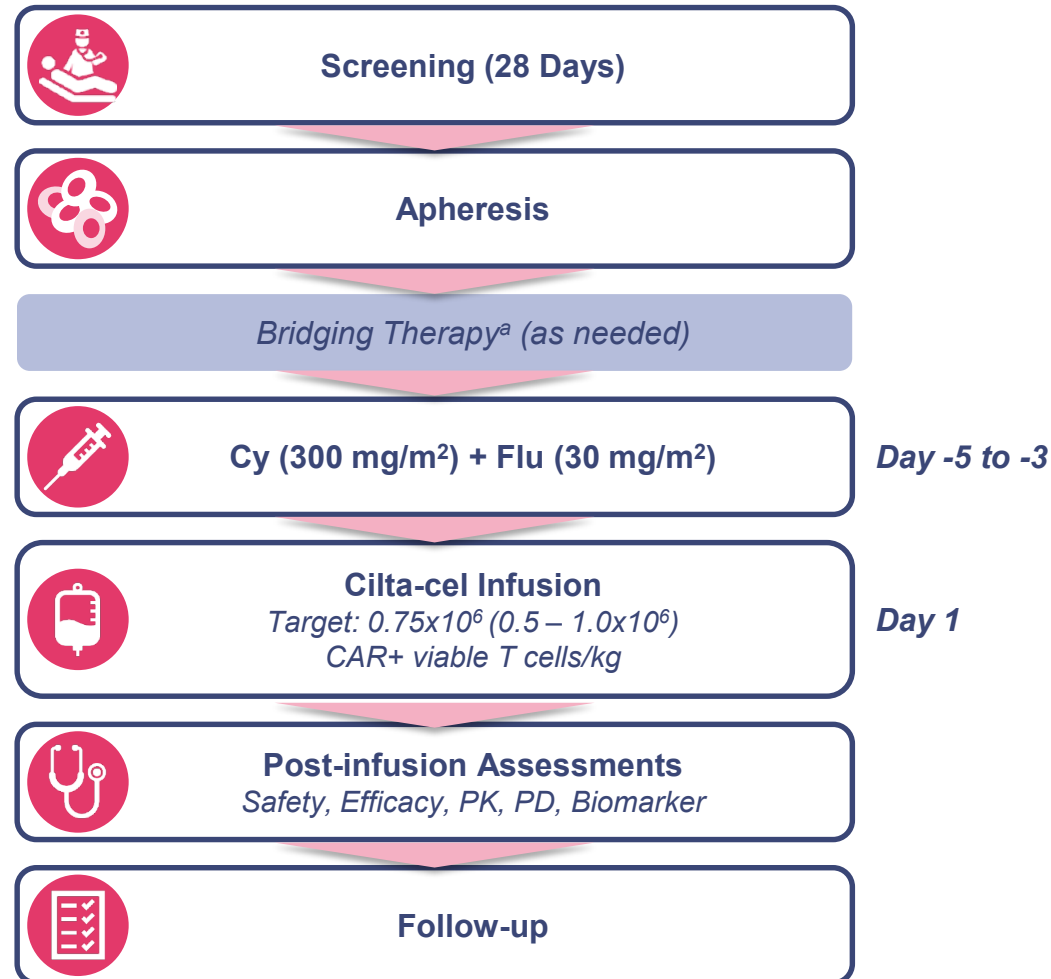 Screening (28 Days)
Apheresis
Bridging Therapyᵃ (as needed)
Cy (300 mg/m²) + Flu (30 mg/m²)
Day -5 to -3
Cilta-cel Infusion
Target: 0.75x10⁶ (0.5 – 1.0x10⁶)
CAR+ viable T cells/kg
Day 1
Post-infusion Assessments
Safety, Efficacy, PK, PD, Biomarker
Follow-up